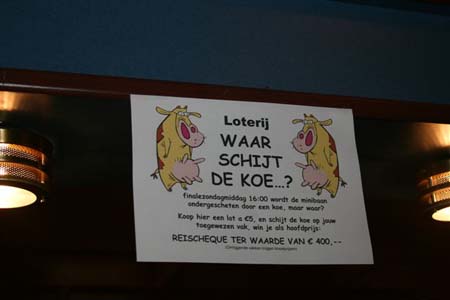 Loterij
WAAR
SCHIJT
DE KOE...?
finalezondagmiddag 16:00 wordt de minibaan
ondergescheten door een koe, maar waar?
Koop hier een lot a €5, en schijt de koe op jouw
toegewezen vak, win je als hoofdprijs:
REISCHEQUE TER WAARDE VAN € 400,--